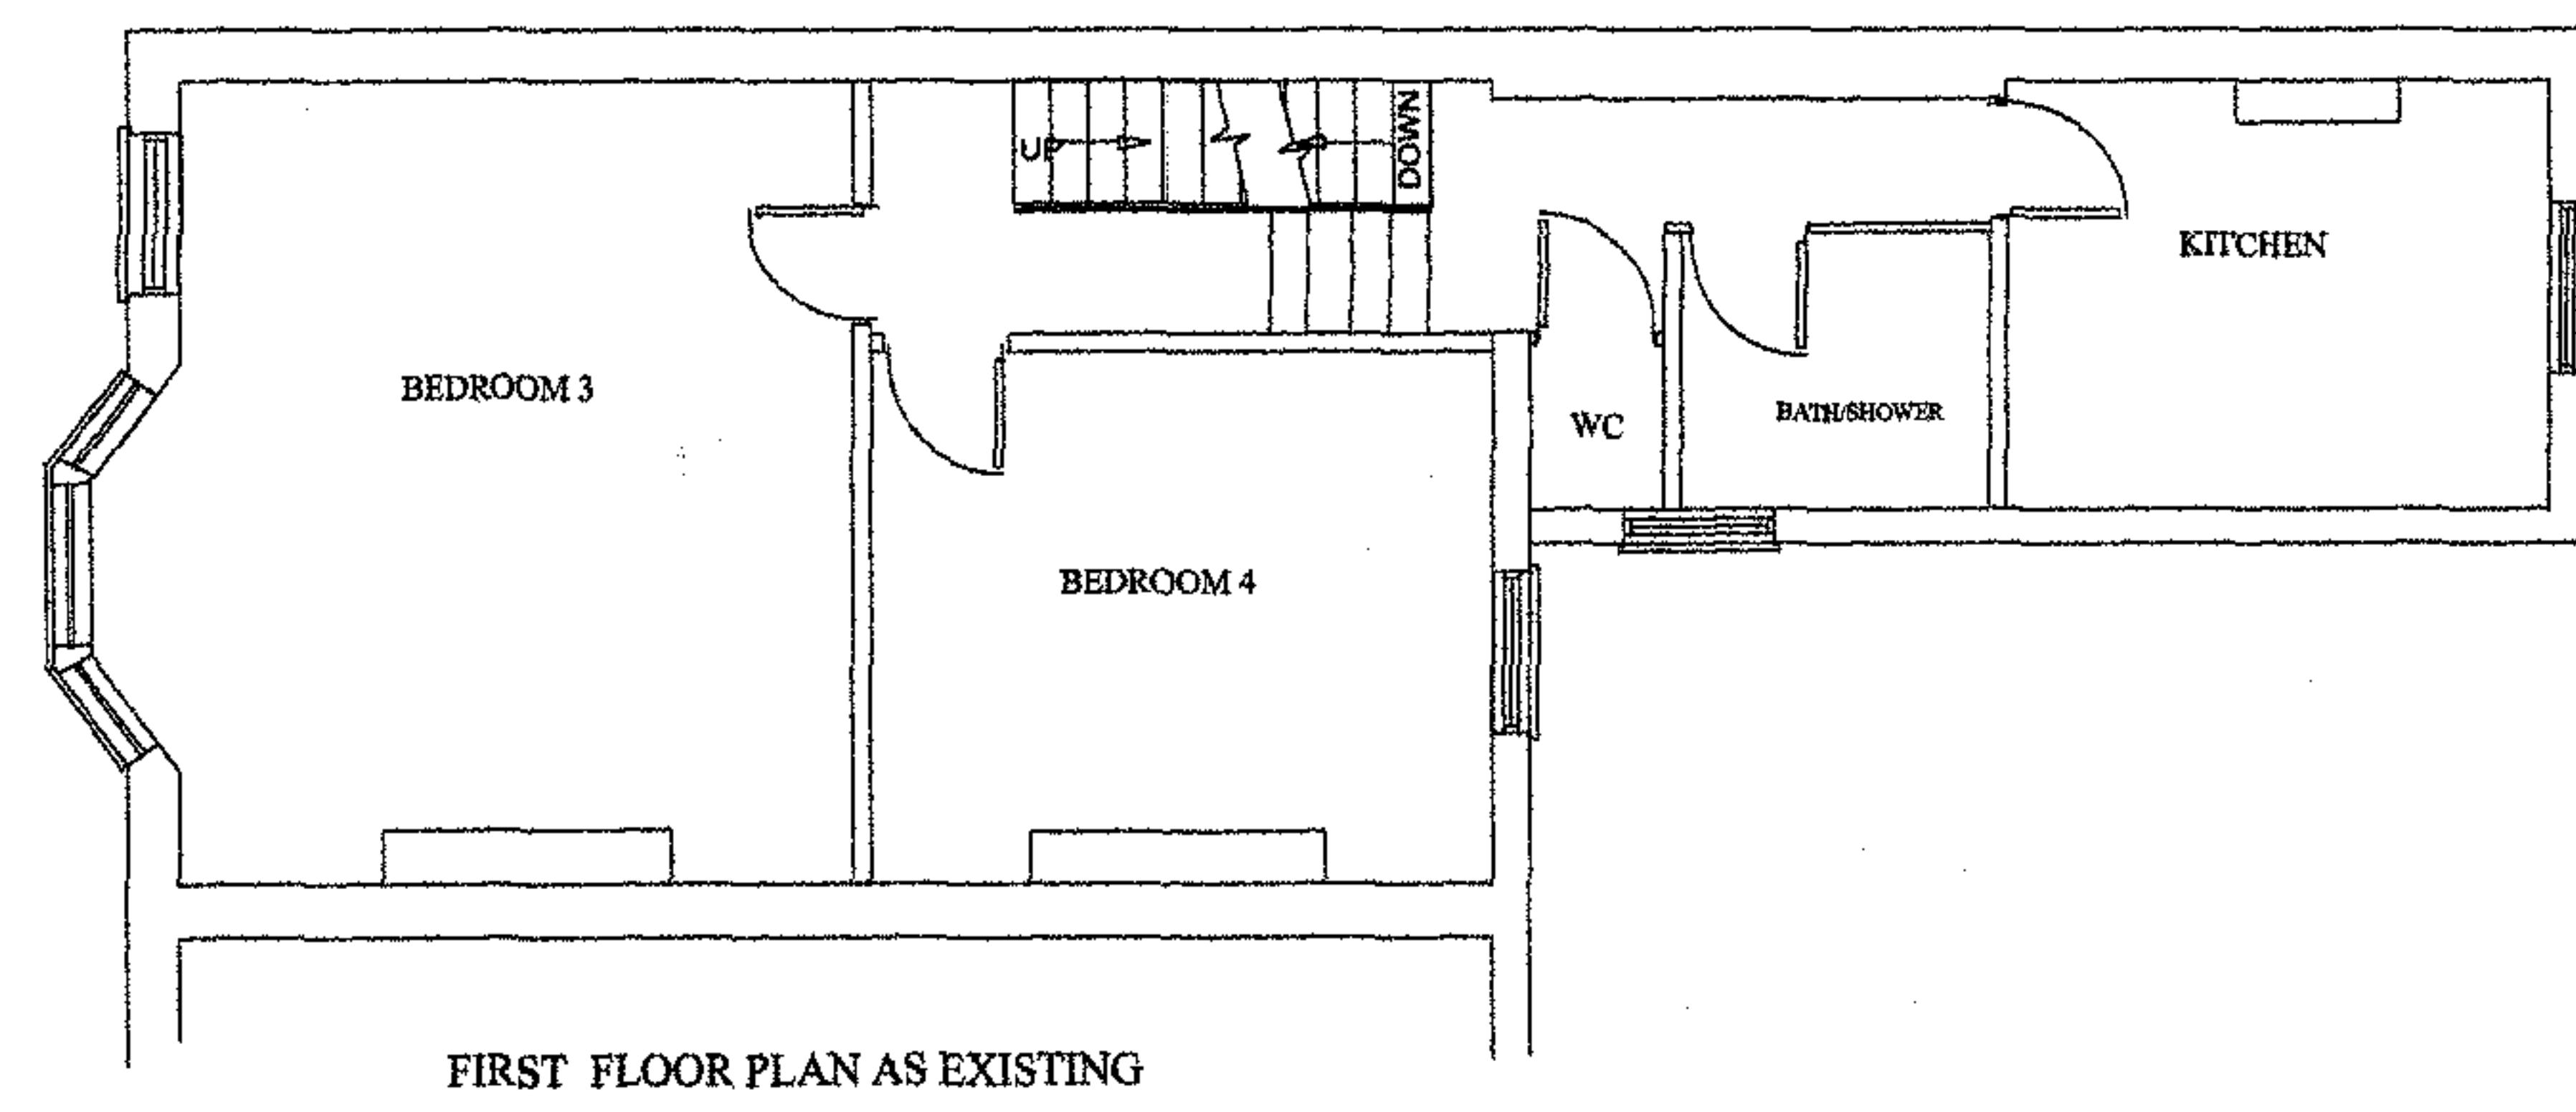 UP
DOWN
KITCHEN
BEDROOM 3
BATH/SHOWER
WC
BEDROOM 4
FIRST FLOOR PLAN AS EXISTING